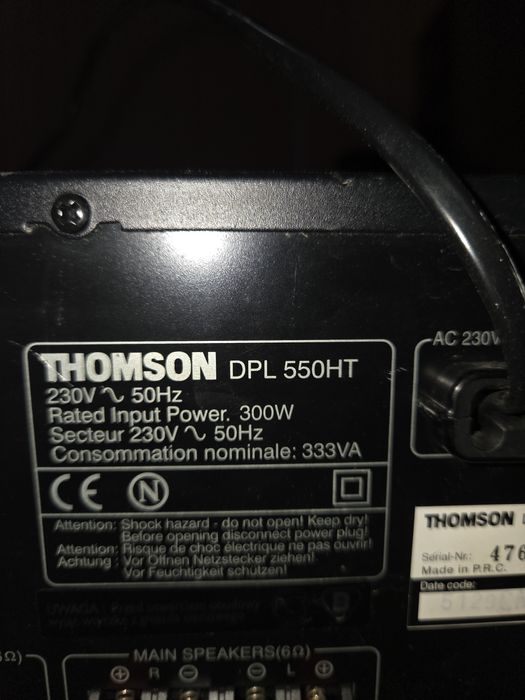 THOMSON DPL 550HT
230V ∿ 50Hz
Rated Input Power. 300W
Secteur 230V ∿ 50Hz
Consommation nominale: 333VA
CE N
Attention: Shock hazard - do not open! Keep dry!
Before opening disconnect power plug!
Attention: Risque de choc électrique ne pas ouvrir!
Achtung : Vor Öffnen Netzstecker ziehen!
Vor Feuchtigkeit schützen!
UWAGA
AC 230V
THOMSON
Serial-Nr.: 476
Made in P.R.C.
Date code:
5Ω)
MAIN SPEAKERS(6Ω)
+ R - - L +